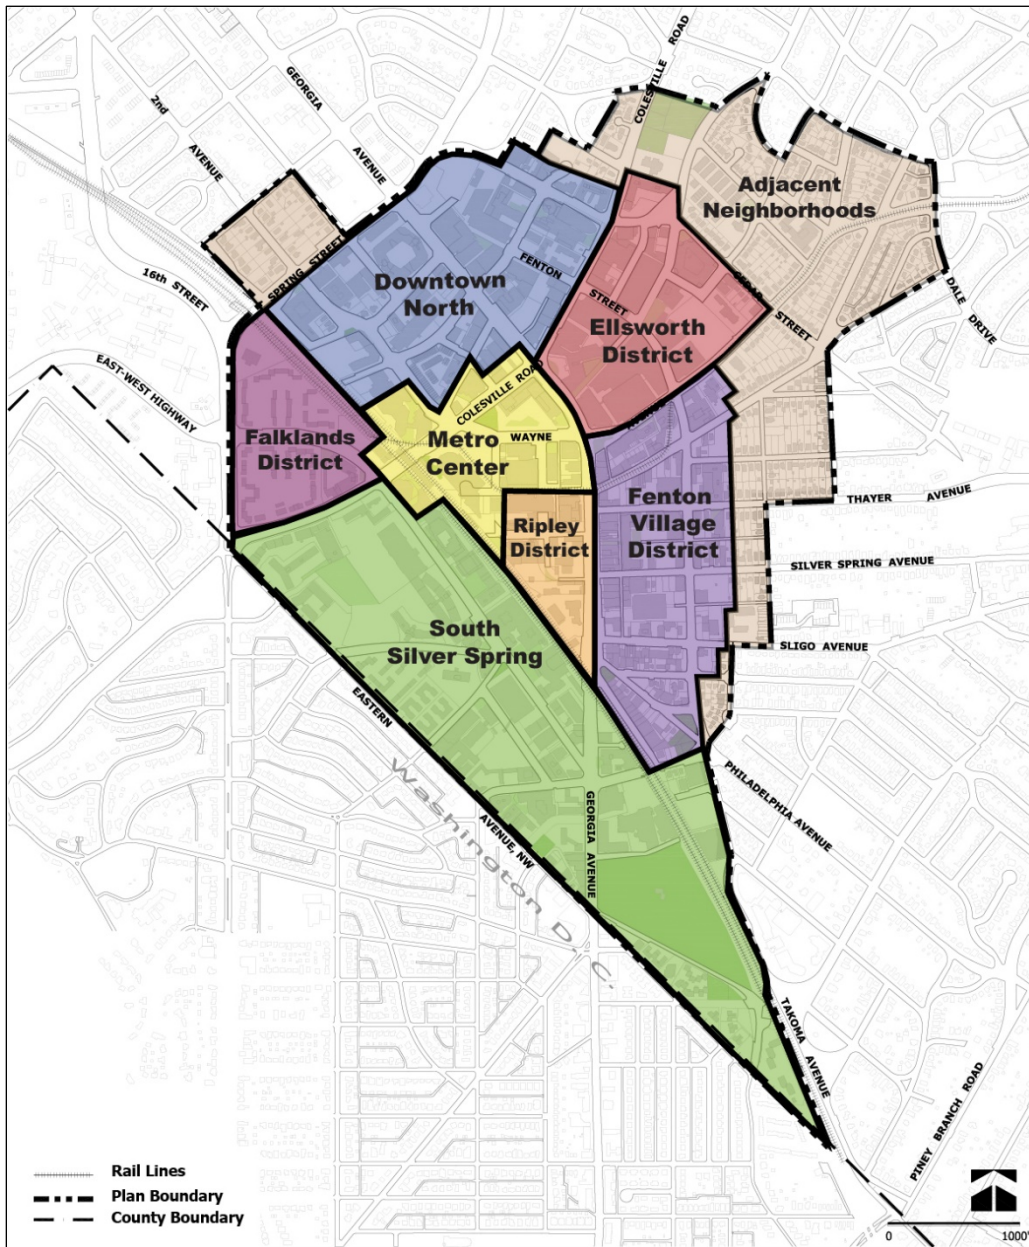 COLESVILLE ROAD
GEORGIA
AVENUE
2nd
AVENUE
Adjacent
Neighborhoods
SPRING STREET
16th STREET
Downtown
North
FENTON
STREET
CEDAR
STREET
DALE DRIVE
Ellsworth
District
EAST-WEST HIGHWAY
COLESVILLE ROAD
Falklands
District
Metro
Center
WAYNE
Fenton
Village
District
THAYER AVENUE
Ripley
District
SILVER SPRING AVENUE
South
Silver Spring
SLIGO AVENUE
EASTERN
AVENUE, NW
Washington D. C.
GEORGIA AVENUE
PHILADELPHIA AVENUE
TAKOMA AVENUE
PINEY BRANCH ROAD
Rail Lines
Plan Boundary
County Boundary
0 1000'